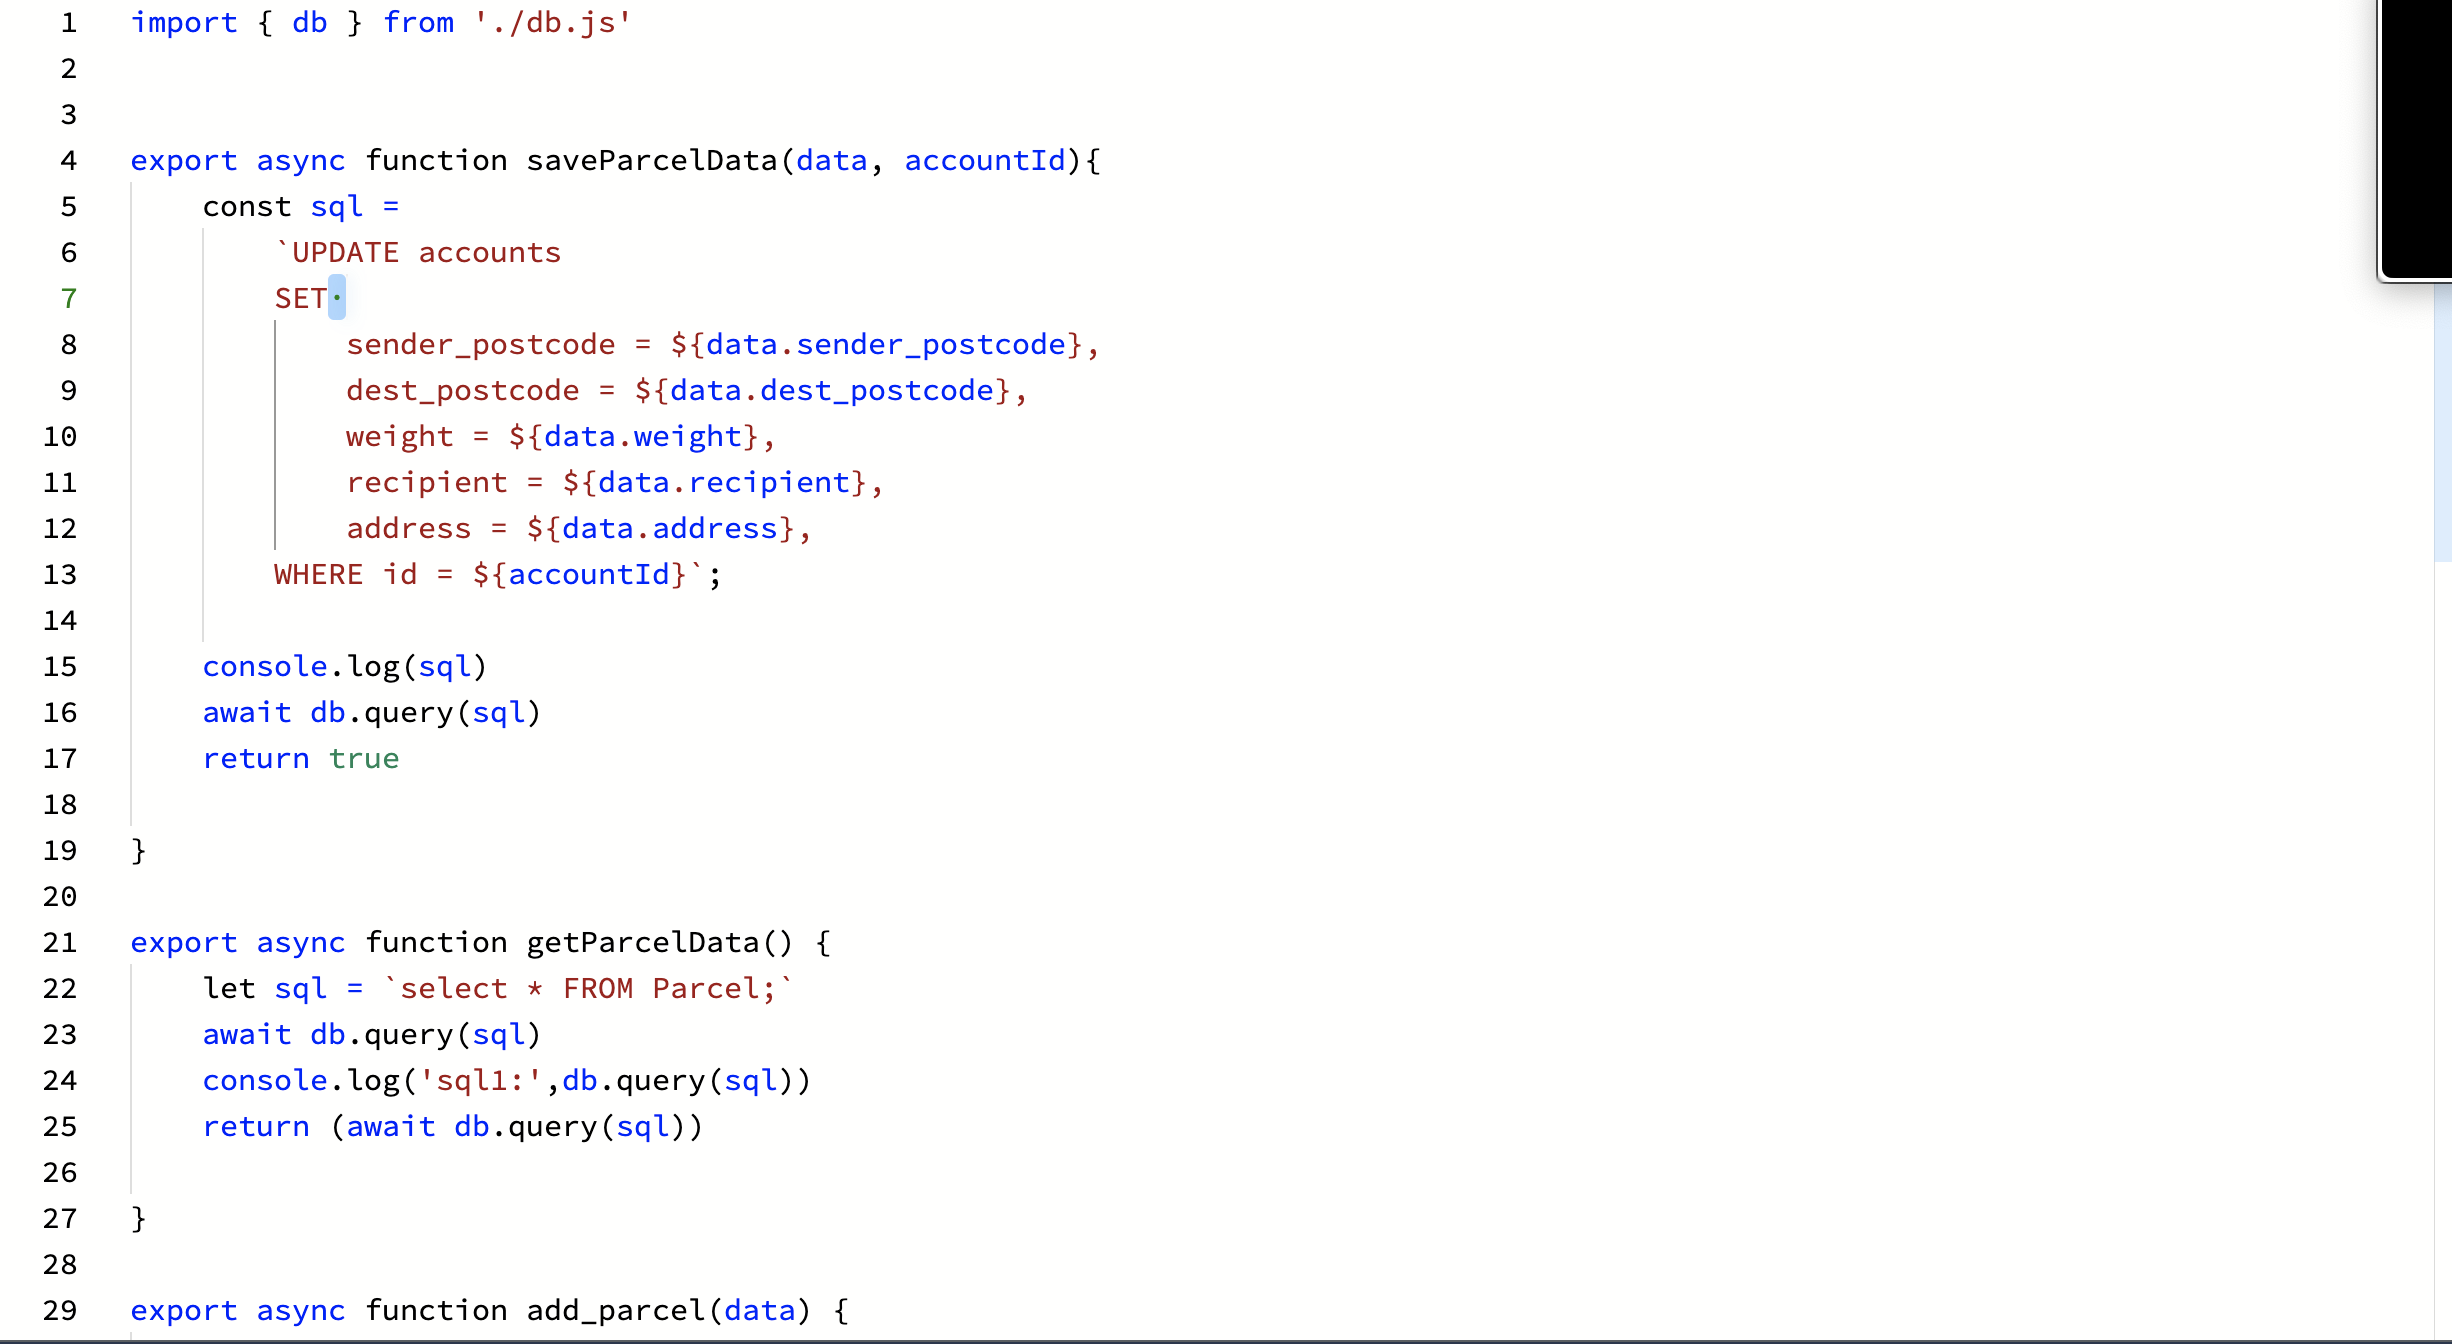 1 import { db } from './db.js'
2
3
4 export async function saveParcelData(data, accountId){
5     const sql =
6         `UPDATE accounts
7         SET·
8             sender_postcode = ${data.sender_postcode},
9             dest_postcode = ${data.dest_postcode},
10             weight = ${data.weight},
11             recipient = ${data.recipient},
12             address = ${data.address},
13         WHERE id = ${accountId}`;
14
15     console.log(sql)
16     await db.query(sql)
17     return true
18
19 }
20
21 export async function getParcelData() {
22     let sql = `select * FROM Parcel;`
23     await db.query(sql)
24     console.log('sql1:',db.query(sql))
25     return (await db.query(sql))
26
27 }
28
29 export async function add_parcel(data) {